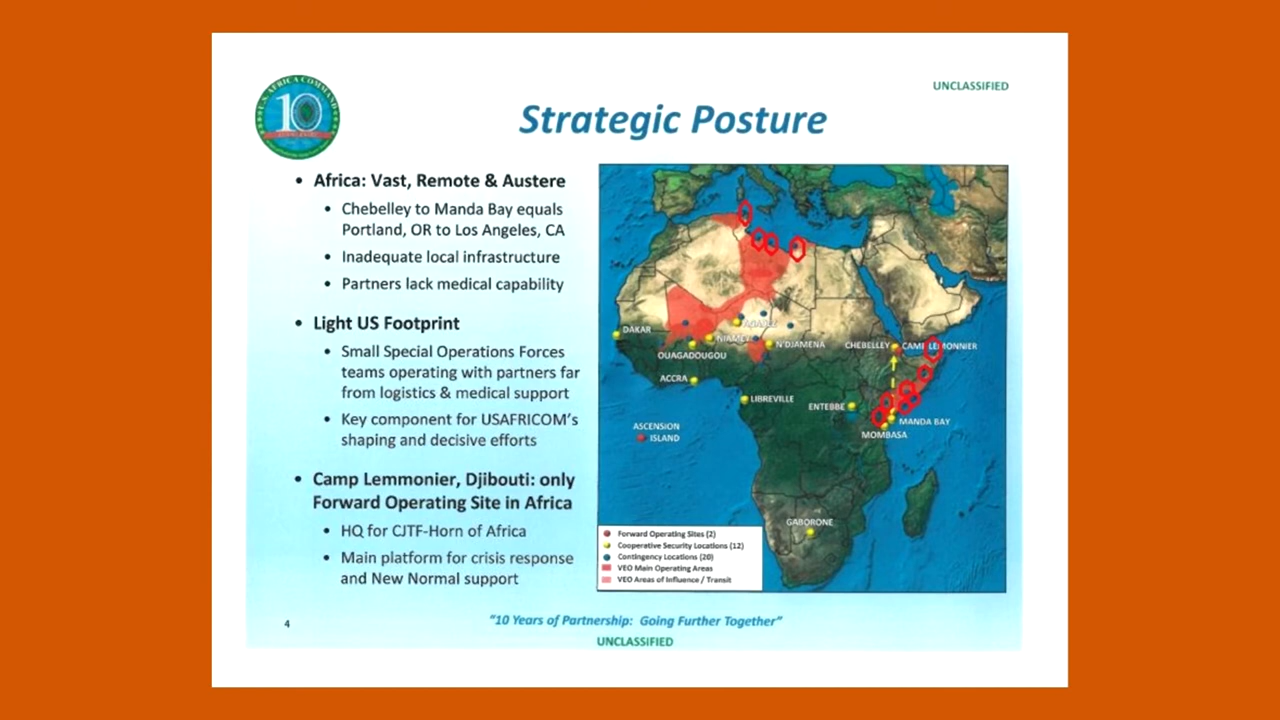 U.S. AFRICA COMMAND
10
UNCLASSIFIED
Strategic Posture
• Africa: Vast, Remote & Austere
• Chebelley to Manda Bay equals
Portland, OR to Los Angeles, CA
• Inadequate local infrastructure
• Partners lack medical capability
• Light US Footprint
• Small Special Operations Forces
teams operating with partners far
from logistics & medical support
• Key component for USAFRICOM's
shaping and decisive efforts
• Camp Lemmonier, Djibouti: only
Forward Operating Site in Africa
• HQ for CJTF-Horn of Africa
• Main platform for crisis response
and New Normal support
DAKAR
AGADEZ
NIAMEY
OUAGADOUGOU
N'DJAMENA
CHEBELLEY
CAMP LEMONNIER
ACCRA
LIBREVILLE
ENTEBBE
MANDA BAY
MOMBASA
ASCENSION
ISLAND
GABORONE
Forward Operating Sites (2)
Cooperative Security Locations (12)
Contingency Locations (20)
VEO Main Operating Areas
VEO Areas of Influence / Transit
4
"10 Years of Partnership: Going Further Together"
UNCLASSIFIED